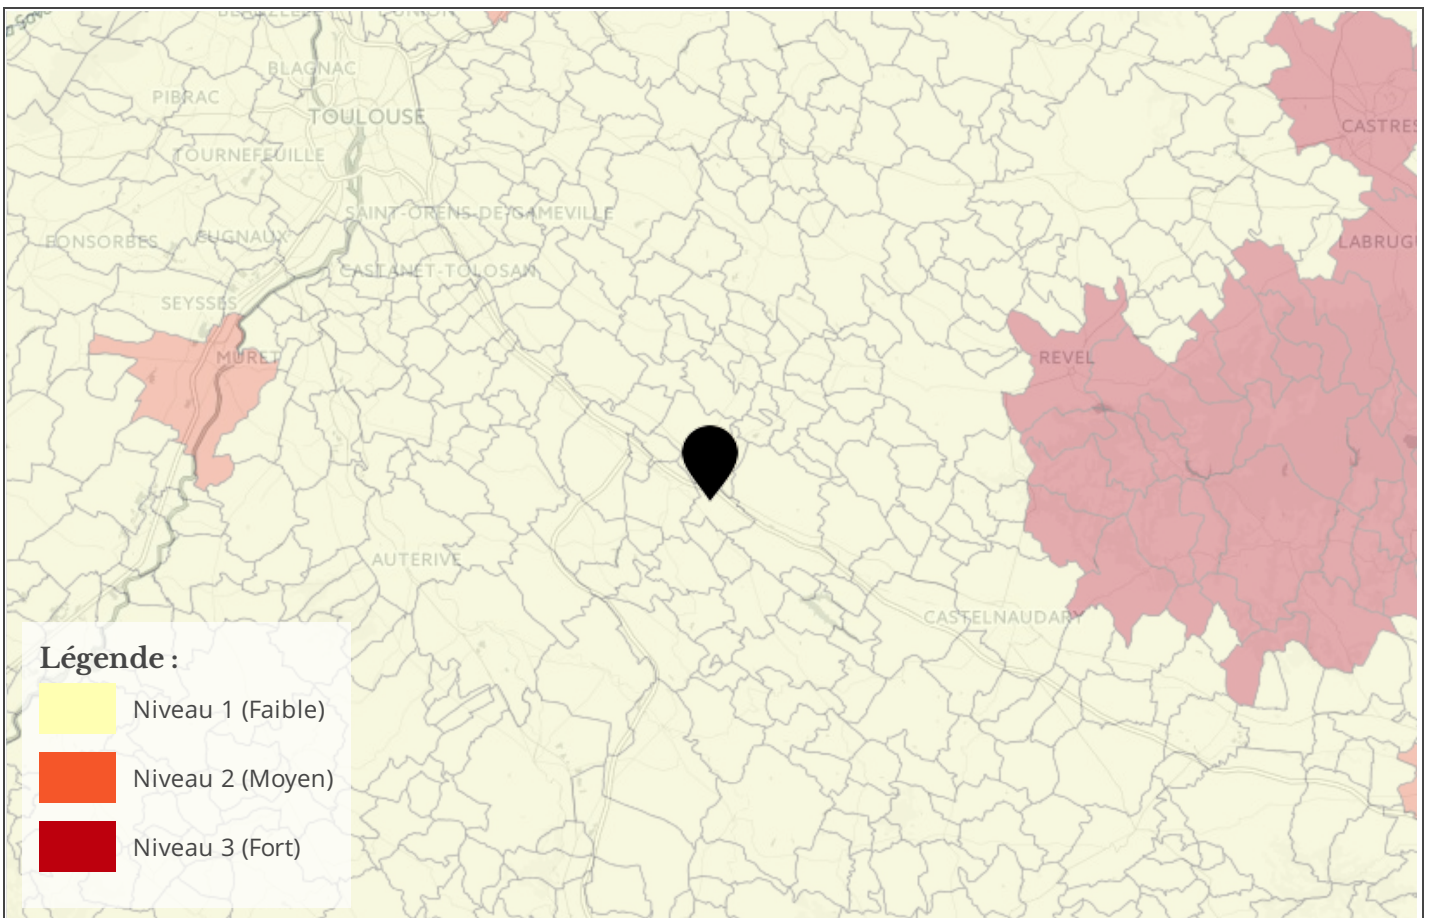 BLAGNAC
PIBRAC
TOULOUSE
CASTRES
TOURNEFEUILLE
SAINT-ORENS-DE-GAMEVILLE
FONSORBES
CUGNAUX
LABRUGU
CASTANET-TOLOSAN
SEYSSES
MURET
REVEL
AUTERIVE
CASTELNAUDARY
Légende :
Niveau 1 (Faible)
Niveau 2 (Moyen)
Niveau 3 (Fort)